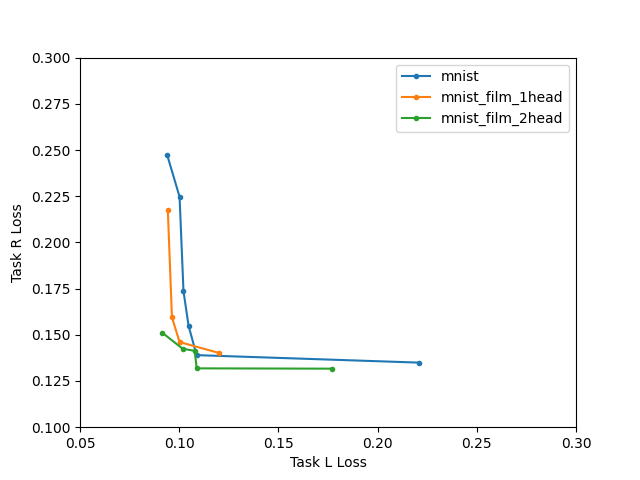 0.300
0.275
0.250
0.225
0.200
0.175
0.150
0.125
0.100
Task R Loss
mnist
mnist_film_1head
mnist_film_2head
0.05 0.10 0.15 0.20 0.25 0.30
Task L Loss